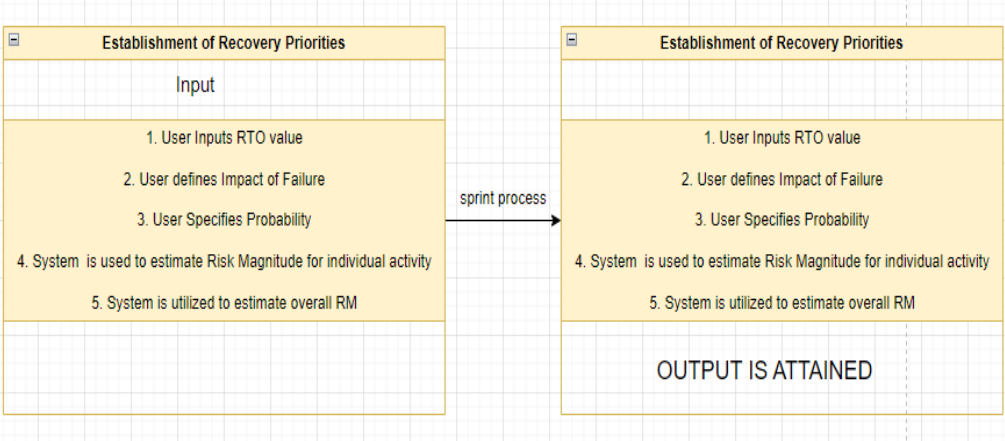 Establishment of Recovery Priorities
Input
1. User Inputs RTO value
2. User defines Impact of Failure
3. User Specifies Probability
4. System is used to estimate Risk Magnitude for individual activity
5. System is utilized to estimate overall RM
sprint process
Establishment of Recovery Priorities
1. User Inputs RTO value
2. User defines Impact of Failure
3. User Specifies Probability
4. System is used to estimate Risk Magnitude for individual activity
5. System is utilized to estimate overall RM
OUTPUT IS ATTAINED